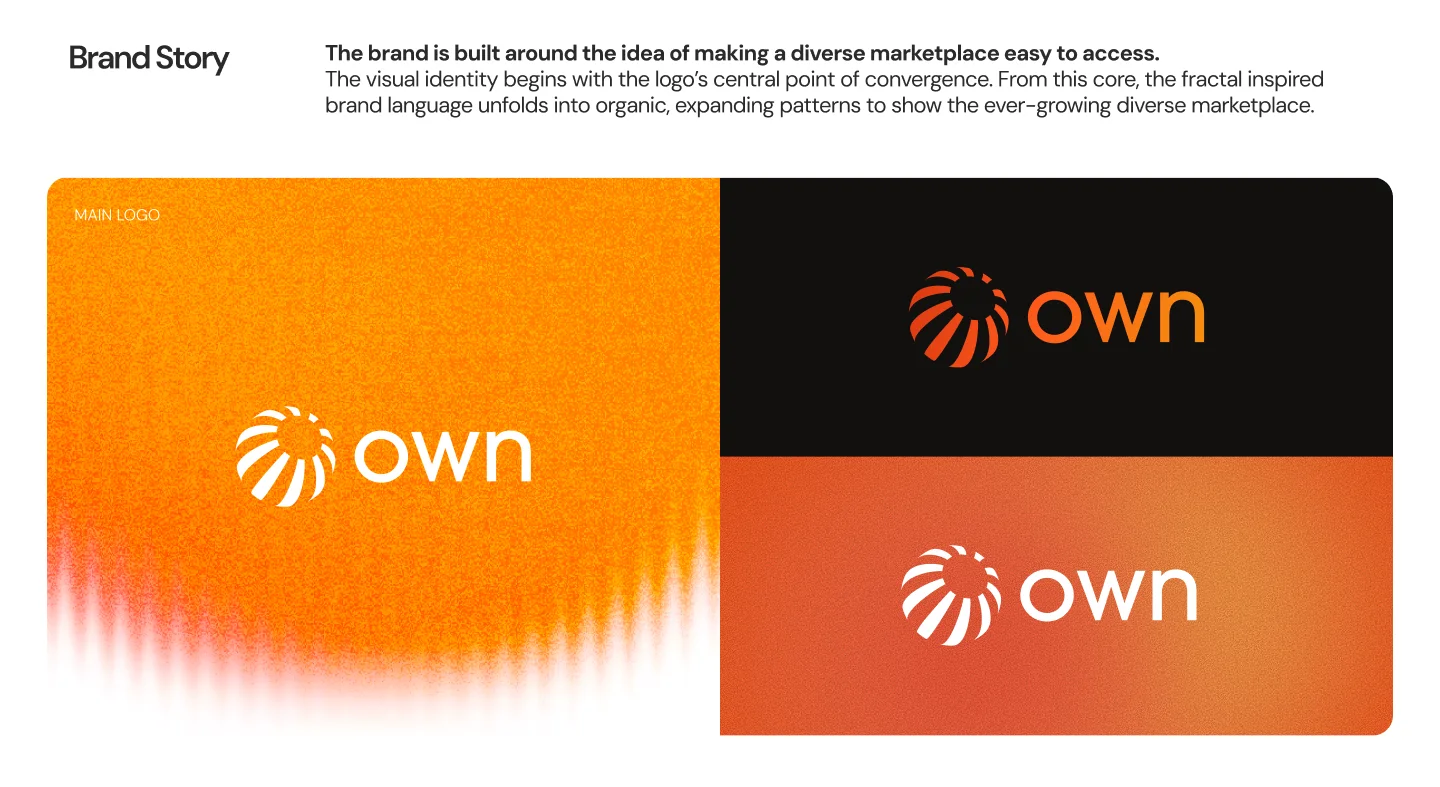 Brand Story
The brand is built around the idea of making a diverse marketplace easy to access.
The visual identity begins with the logo’s central point of convergence. From this core, the fractal inspired
brand language unfolds into organic, expanding patterns to show the ever-growing diverse marketplace.
MAIN LOGO
own
own
own